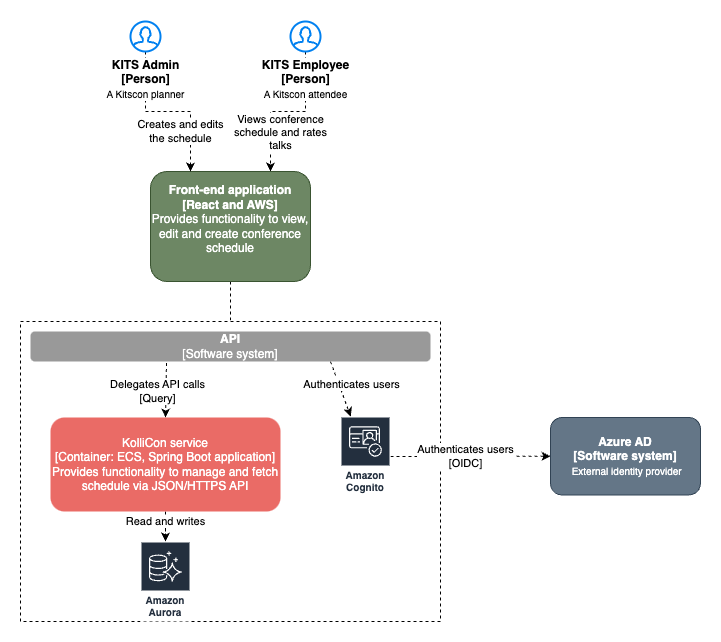 KITS Admin
[Person]
A Kitscon planner
KITS Employee
[Person]
A Kitscon attendee
Creates and edits
the schedule
Views conference
schedule and rates
talks
Front-end application
[React and AWS]
Provides functionality to view,
edit and create conference
schedule
API
[Software system]
Delegates API calls
[Query]
Authenticates users
KolliCon service
[Container: ECS, Spring Boot application]
Provides functionality to manage and fetch
schedule via JSON/HTTPS API
Amazon
Cognito
Authenticates users
[OIDC]
Azure AD
[Software system]
External identity provider
Read and writes
Amazon
Aurora